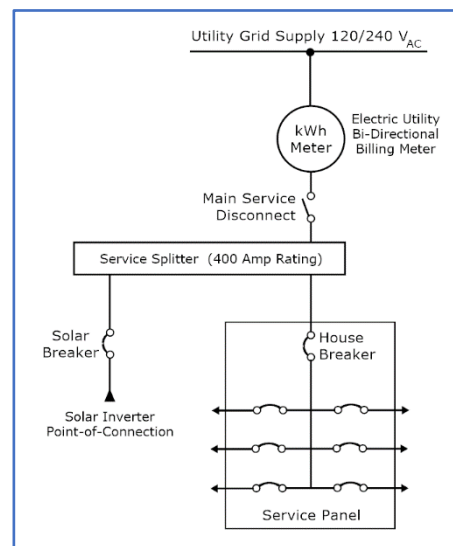 Utility Grid Supply 120/240 VAC
kWh
Meter
Electric Utility
Bi-Directional
Billing Meter
Main Service
Disconnect
Service Splitter (400 Amp Rating)
Solar
Breaker
House
Breaker
Solar Inverter
Point-of-Connection
Service Panel